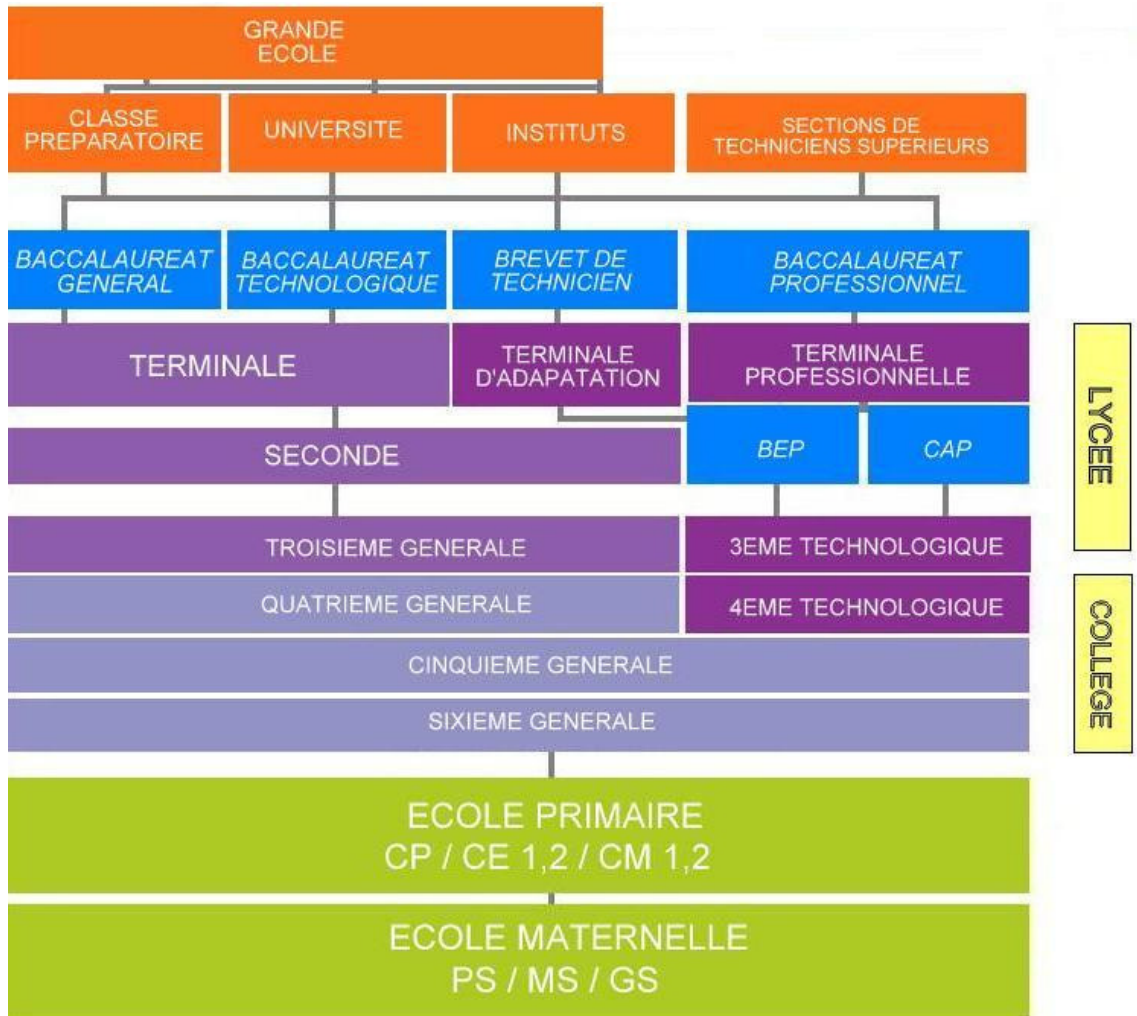 GRANDE
ECOLE
CLASSE
PREPARATOIRE
UNIVERSITE
INSTITUTS
SECTIONS DE
TECHNICIENS SUPERIEURS
BACCALAUREAT
GENERAL
BACCALAUREAT
TECHNOLOGIQUE
BREVET DE
TECHNICIEN
BACCALAUREAT
PROFESSIONNEL
TERMINALE
TERMINALE
D'ADAPATATION
TERMINALE
PROFESSIONNELLE
LYCEE
SECONDE
BEP
CAP
TROISIEME GENERALE
3EME TECHNOLOGIQUE
QUATRIEME GENERALE
4EME TECHNOLOGIQUE
COLLEGE
CINQUIEME GENERALE
SIXIEME GENERALE
ECOLE PRIMAIRE
CP / CE 1,2 / CM 1,2
ECOLE MATERNELLE
PS / MS / GS